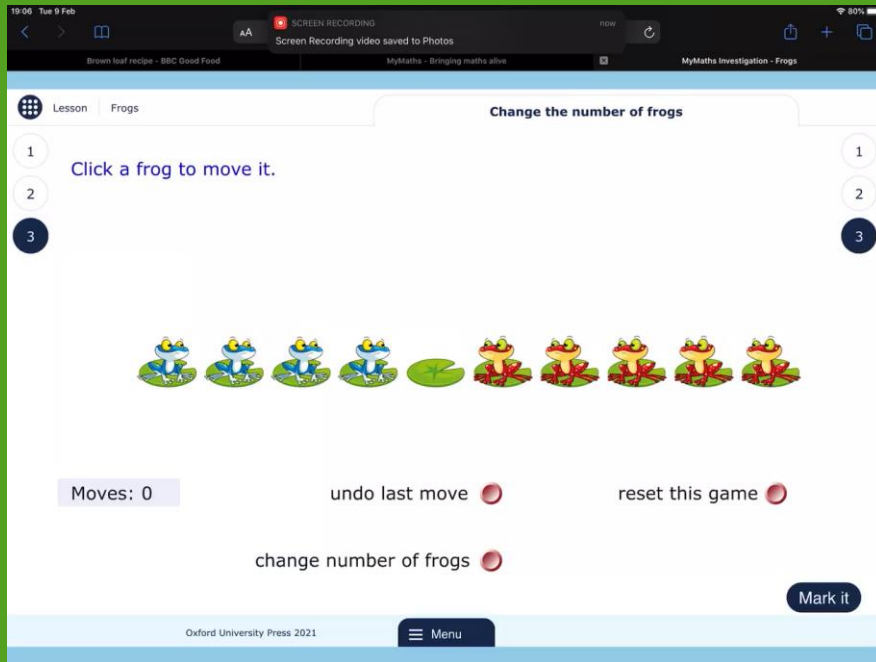 19:06 Tue 9 Feb
80%
AA
SCREEN RECORDING
now
Screen Recording video saved to Photos
Brown loaf recipe - BBC Good Food
MyMaths - Bringing maths alive
MyMaths Investigation - Frogs
Lesson
Frogs
Change the number of frogs
1
2
3
1
2
3
Click a frog to move it.
Moves: 0
undo last move
reset this game
change number of frogs
Mark it
Oxford University Press 2021
Menu